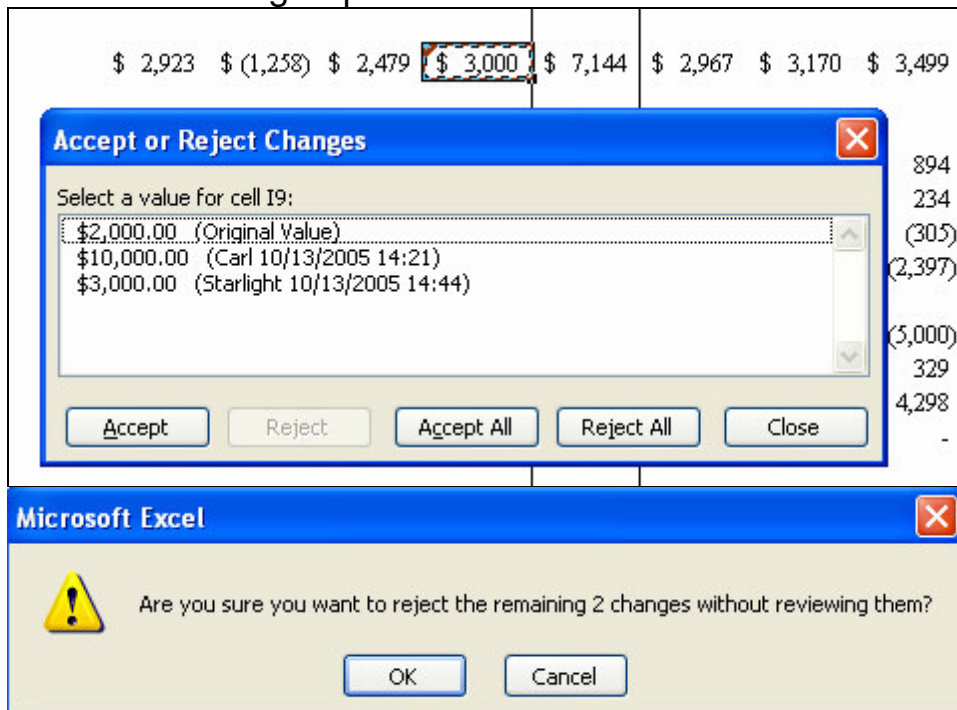 $ 2,923 $ (1,258) $ 2,479 $ 3,000 $ 7,144 $ 2,967 $ 3,170 $ 3,499
Accept or Reject Changes
894
Select a value for cell I9:
234
$2,000.00 (Original Value)
(305)
$10,000.00 (Carl 10/13/2005 14:21)
(2,397)
$3,000.00 (Starlight 10/13/2005 14:44)
(5,000)
329
4,298
Accept Reject Accept All Reject All Close
-
Microsoft Excel
Are you sure you want to reject the remaining 2 changes without reviewing them?
OK Cancel